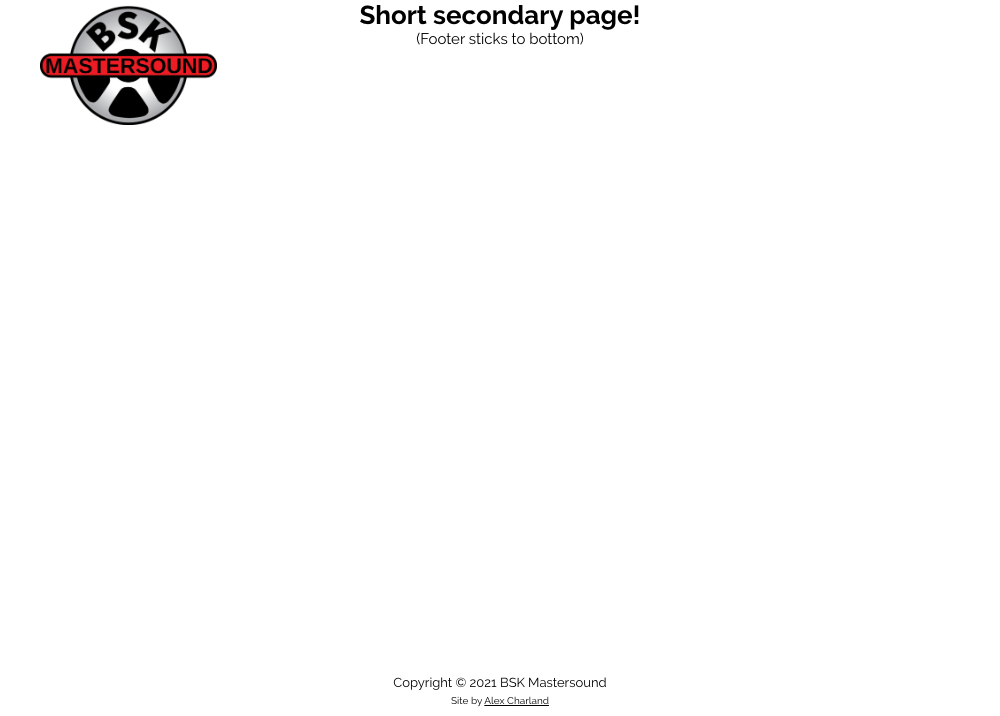 BSK
MASTERSOUND
Short secondary page!
(Footer sticks to bottom)
Copyright © 2021 BSK Mastersound
Site by Alex Charland